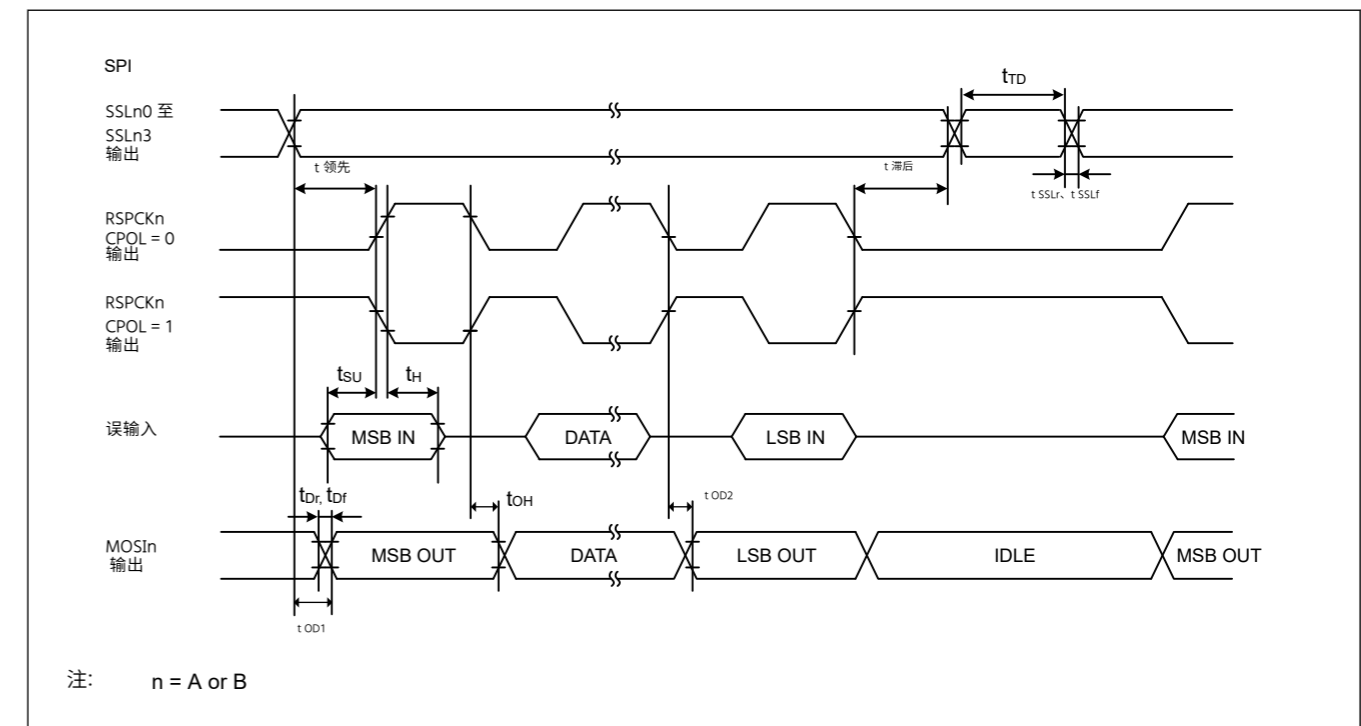 SPI
tTD
SSLn0 至
SSLn3
输出
t 领先
t 滞后
t SSLr、t SSLf
RSPCKn
CPOL = 0
输出
RSPCKn
CPOL = 1
输出
tSU
tH
误输入
MSB IN
DATA
LSB IN
MSB IN
tDr, tDf
tOH
t OD2
MOSIn
输出
MSB OUT
DATA
LSB OUT
IDLE
MSB OUT
t OD1
注:
n = A or B